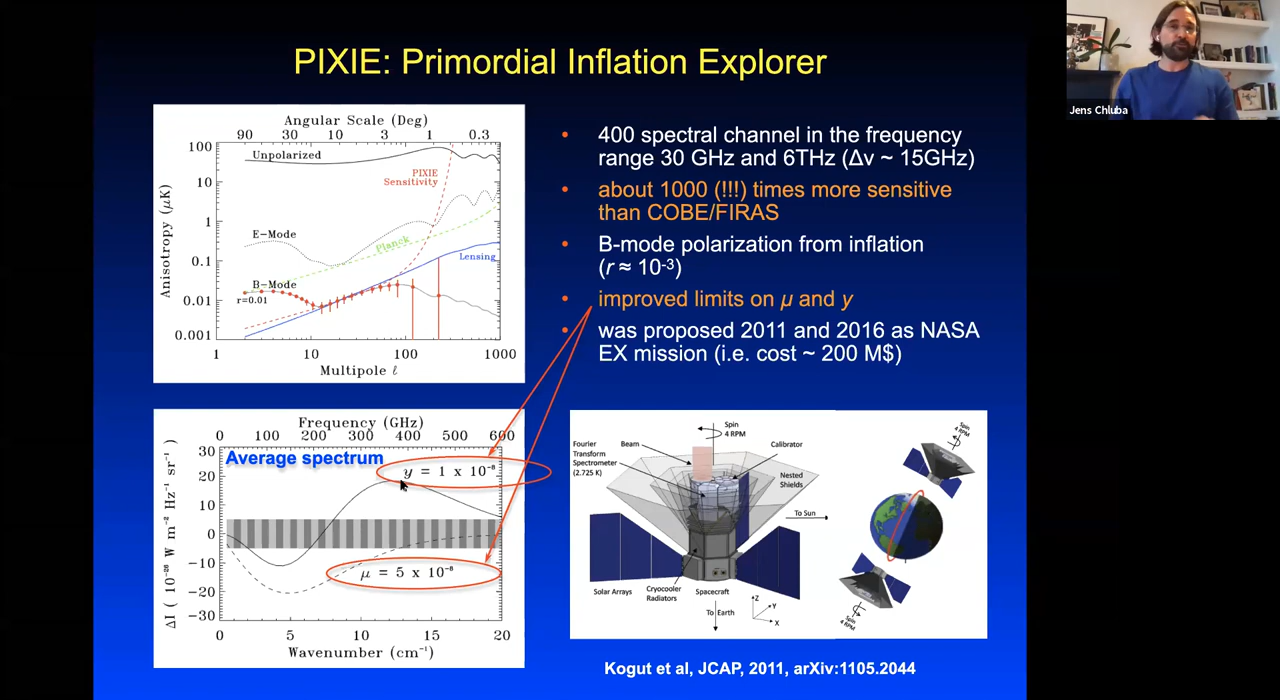 PIXIE: Primordial Inflation Explorer
Jens Chluba
Angular Scale (Deg)
90 30 10 3 1 0.3
100
10
1
0.1
0.01
0.001
Anisotropy (μK)
Unpolarized
PIXIE
Sensitivity
E-Mode
Planck
Lensing
B-Mode
r=0.01
1 10 100 1000
Multipole ℓ
• 400 spectral channel in the frequency
range 30 GHz and 6THz (Δν ~ 15GHz)
• about 1000 (!!!) times more sensitive
than COBE/FIRAS
• B-mode polarization from inflation
(r ≈ 10⁻³)
• improved limits on μ and y
• was proposed 2011 and 2016 as NASA
EX mission (i.e. cost ~ 200 M$)
Frequency (GHz)
0 100 200 300 400 500 600
30
20
10
0
-10
-20
-30
ΔI ( 10⁻²⁶ W m⁻² Hz⁻¹ sr⁻¹ )
Average spectrum
y = 1 x 10⁻⁸
μ = 5 x 10⁻⁸
0 5 10 15 20
Wavenumber (cm⁻¹)
Spin
4 RPM
Fourier
Transform
Spectrometer
(2.725 K)
Beam
Calibrator
Nested
Shields
To Sun
Solar Arrays
Cryocooler
Radiators
Spacecraft
To Earth
Z
Y
X
Spin
4 RPM
Spin
4 RPM
Kogut et al, JCAP, 2011, arXiv:1105.2044